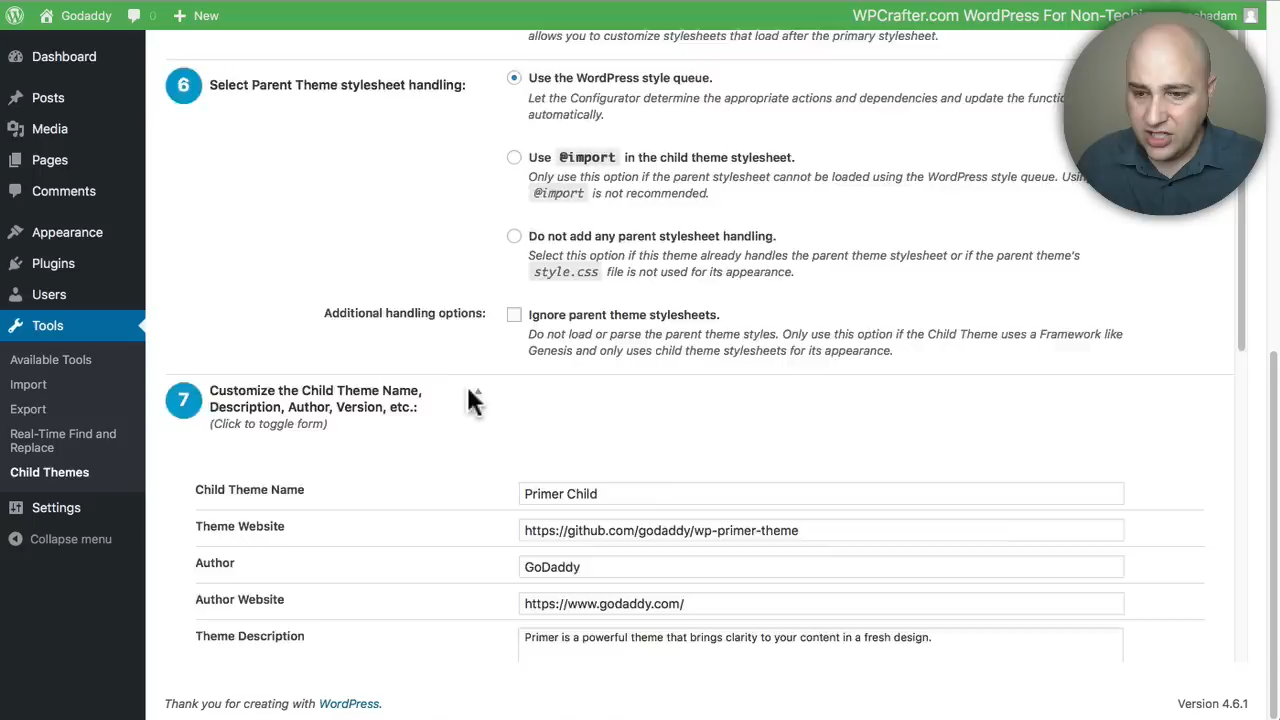 Godaddy 0 New WPCrafter.com WordPress For Non-Techi adam
allows you to customize stylesheets that load after the primary stylesheet.
Dashboard
Posts
Media
Pages
Comments
Appearance
Plugins
Users
Tools
Available Tools
Import
Export
Real-Time Find and
Replace
Child Themes
Settings
Collapse menu
6 Select Parent Theme stylesheet handling:
Use the WordPress style queue.
Let the Configurator determine the appropriate actions and dependencies and update the
automatically.
Use @import in the child theme stylesheet.
Only use this option if the parent stylesheet cannot be loaded using the WordPress style queue.
@import is not recommended.
Do not add any parent stylesheet handling.
Select this option if this theme already handles the parent theme stylesheet or if the parent theme's
style.css file is not used for its appearance.
Additional handling options:
Ignore parent theme stylesheets.
Do not load or parse the parent theme styles. Only use this option if the Child Theme uses a Framework like
Genesis and only uses child theme stylesheets for its appearance.
7 Customize the Child Theme Name,
Description, Author, Version, etc.:
(Click to toggle form)
Child Theme Name Primer Child
Theme Website https://github.com/godaddy/wp-primer-theme
Author GoDaddy
Author Website https://www.godaddy.com/
Theme Description Primer is a powerful theme that brings clarity to your content in a fresh design.
Thank you for creating with WordPress. Version 4.6.1